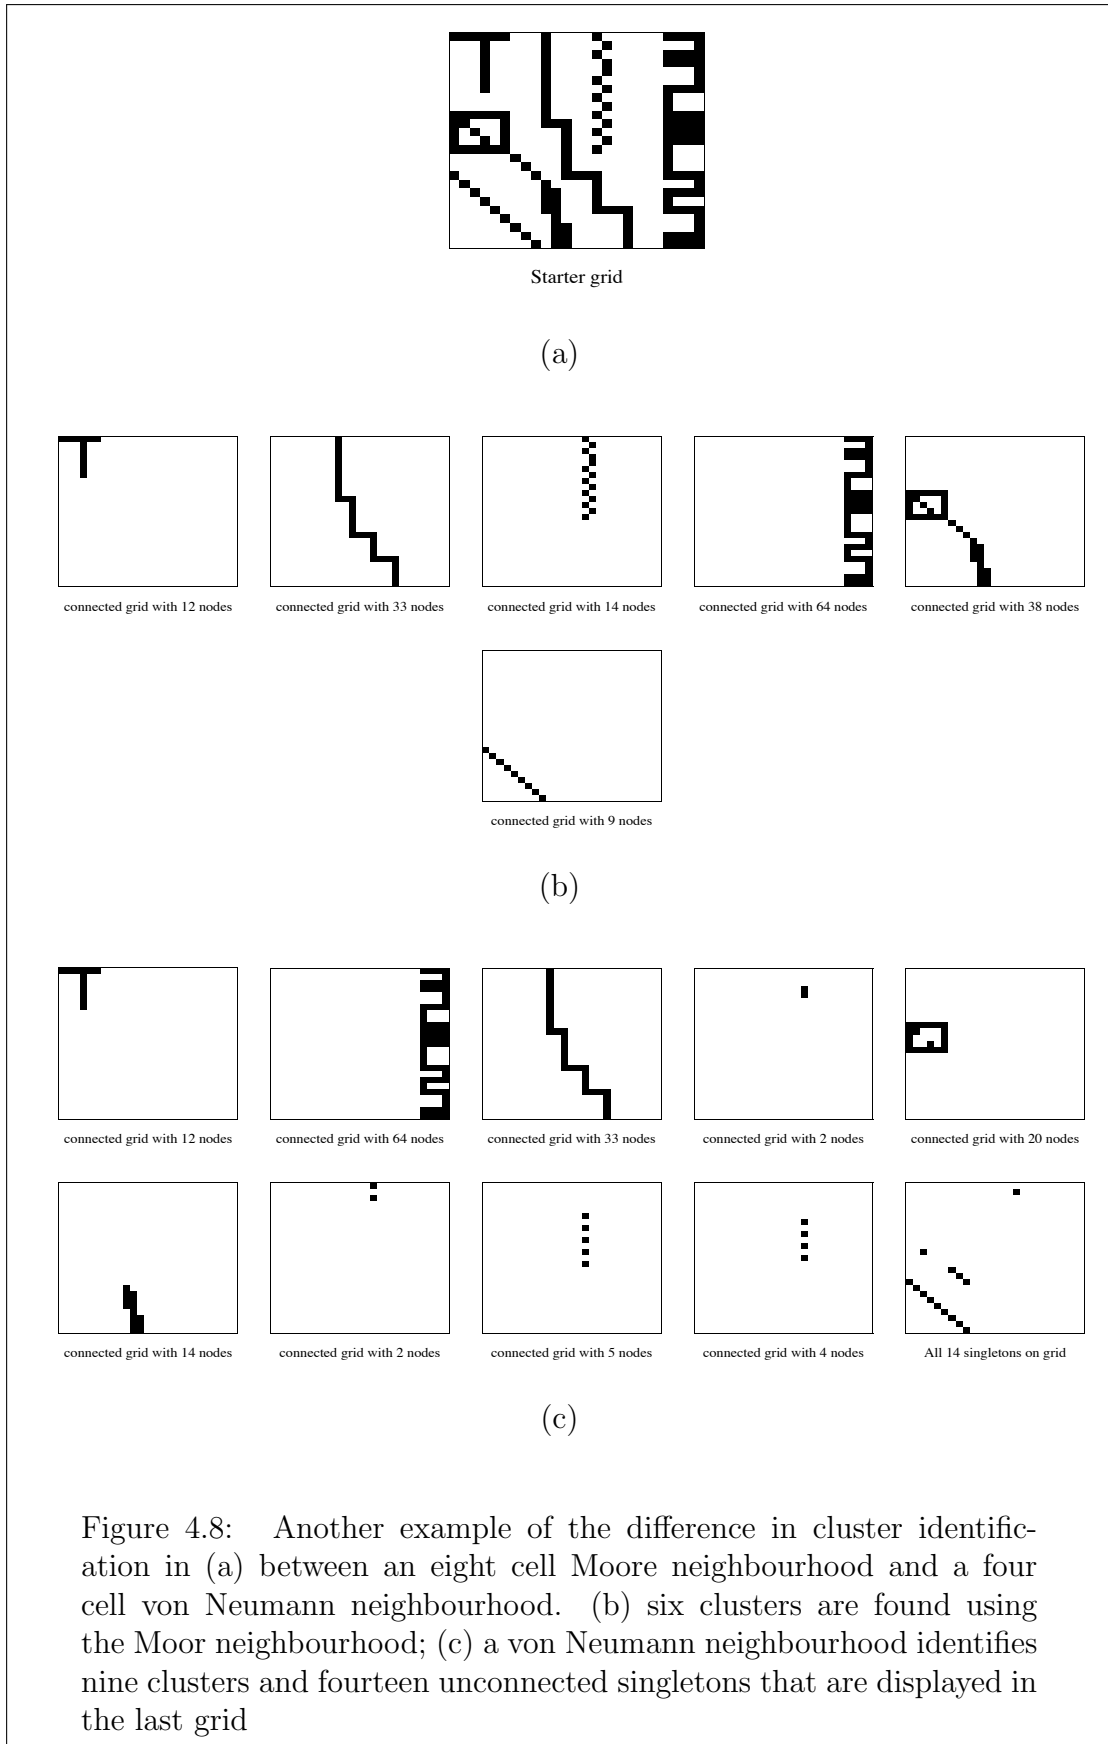 Starter grid
(a)
connected grid with 12 nodes
connected grid with 33 nodes
connected grid with 14 nodes
connected grid with 64 nodes
connected grid with 38 nodes
connected grid with 9 nodes
(b)
connected grid with 12 nodes
connected grid with 64 nodes
connected grid with 33 nodes
connected grid with 2 nodes
connected grid with 20 nodes
connected grid with 14 nodes
connected grid with 2 nodes
connected grid with 5 nodes
connected grid with 4 nodes
All 14 singletons on grid
(c)
Figure 4.8: Another example of the difference in cluster identific-
ation in (a) between an eight cell Moore neighbourhood and a four
cell von Neumann neighbourhood. (b) six clusters are found using
the Moor neighbourhood; (c) a von Neumann neighbourhood identifies
nine clusters and fourteen unconnected singletons that are displayed in
the last grid